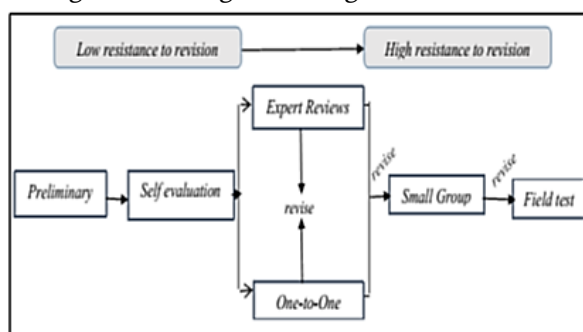 Low resistance to revision
High resistance to revision
Expert Reviews
Preliminary
Self evaluation
revise
revise
Small Group
revise
Field test
One-to-One